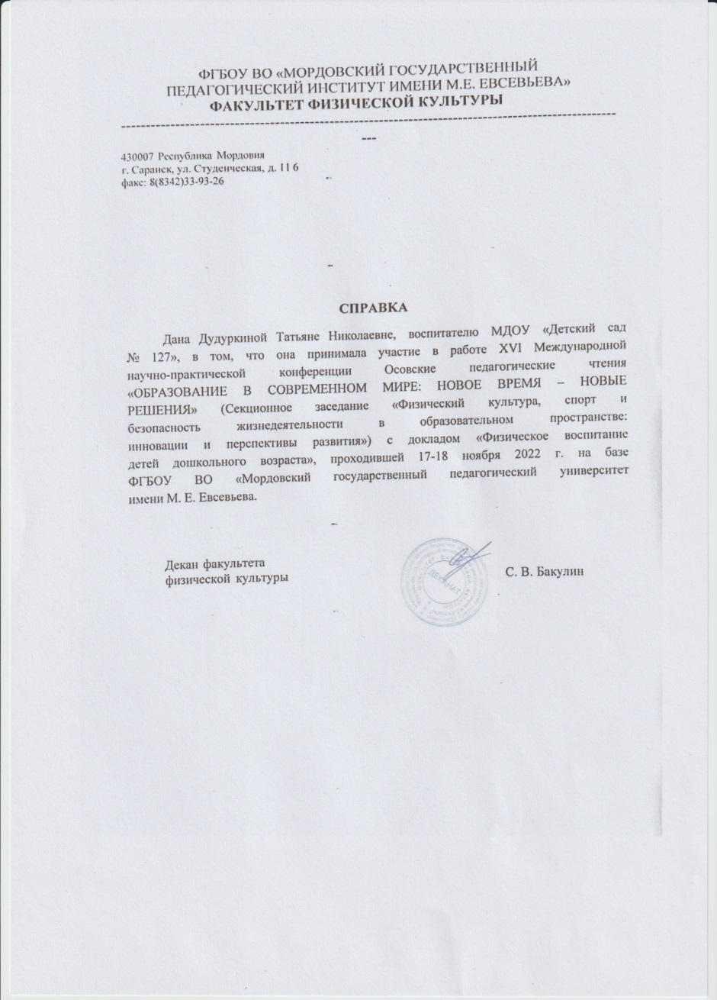 ФГБОУ ВО «МОРДОВСКИЙ ГОСУДАРСТВЕННЫЙ
ПЕДАГОГИЧЕСКИЙ ИНСТИТУТ ИМЕНИ М.Е. ЕВСЕВЬЕВА»
ФАКУЛЬТЕТ ФИЗИЧЕСКОЙ КУЛЬТУРЫ
430007 Республика Мордовия
г. Саранск, ул. Студенческая, д. 11 б
факс: 8(8342)33-93-26
СПРАВКА
Дана Дудуркиной Татьяне Николаевне, воспитателю МДОУ «Детский сад
№ 127», в том, что она принимала участие в работе XVI Международной
научно-практической конференции Осовские педагогические чтения
«ОБРАЗОВАНИЕ В СОВРЕМЕННОМ МИРЕ: НОВОЕ ВРЕМЯ – НОВЫЕ
РЕШЕНИЯ» (Секционное заседание «Физический культура, спорт и
безопасность жизнедеятельности в образовательном пространстве:
инновации и перспективы развития») с докладом «Физическое воспитание
детей дошкольного возраста», проходившей 17-18 ноября 2022 г. на базе
ФГБОУ ВО «Мордовский государственный педагогический университет
имени М. Е. Евсевьева.
Декан факультета
физической культуры
ДЕКАНАТ
С. В. Бакулин